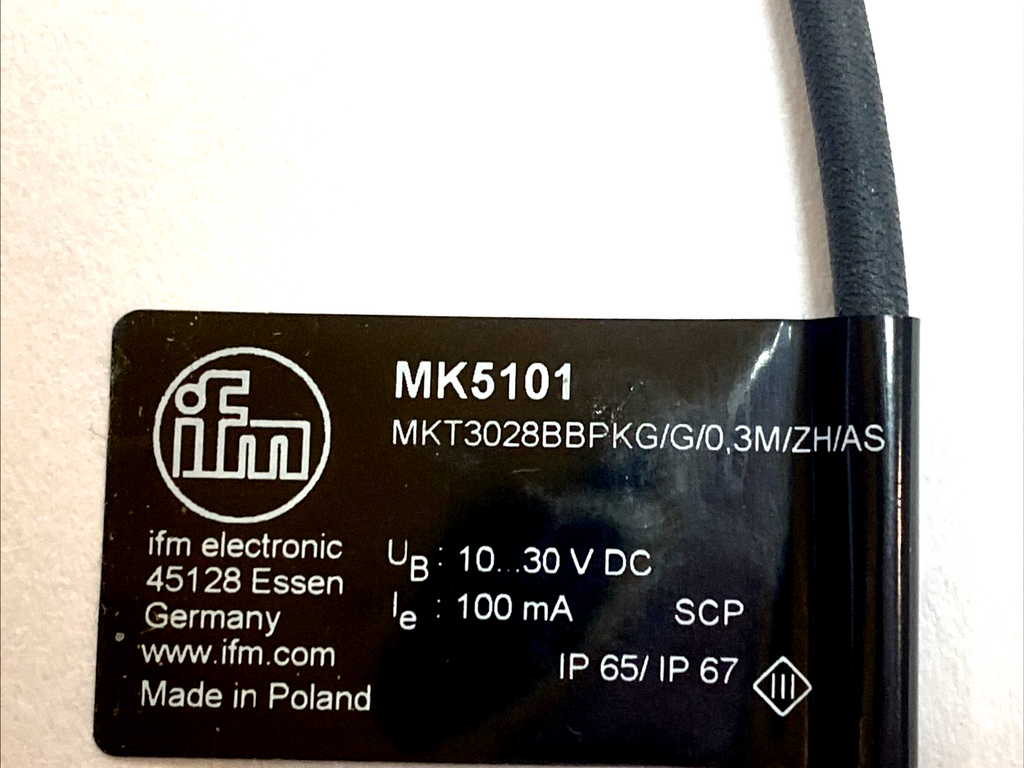 ifm
MK5101
MKT3028BBPKG/G/0,3M/ZH/AS
ifm electronic
45128 Essen
Germany
www.ifm.com
Made in Poland
UB: 10...30 V DC
Ie : 100 mA
SCP
IP 65/ IP 67
III